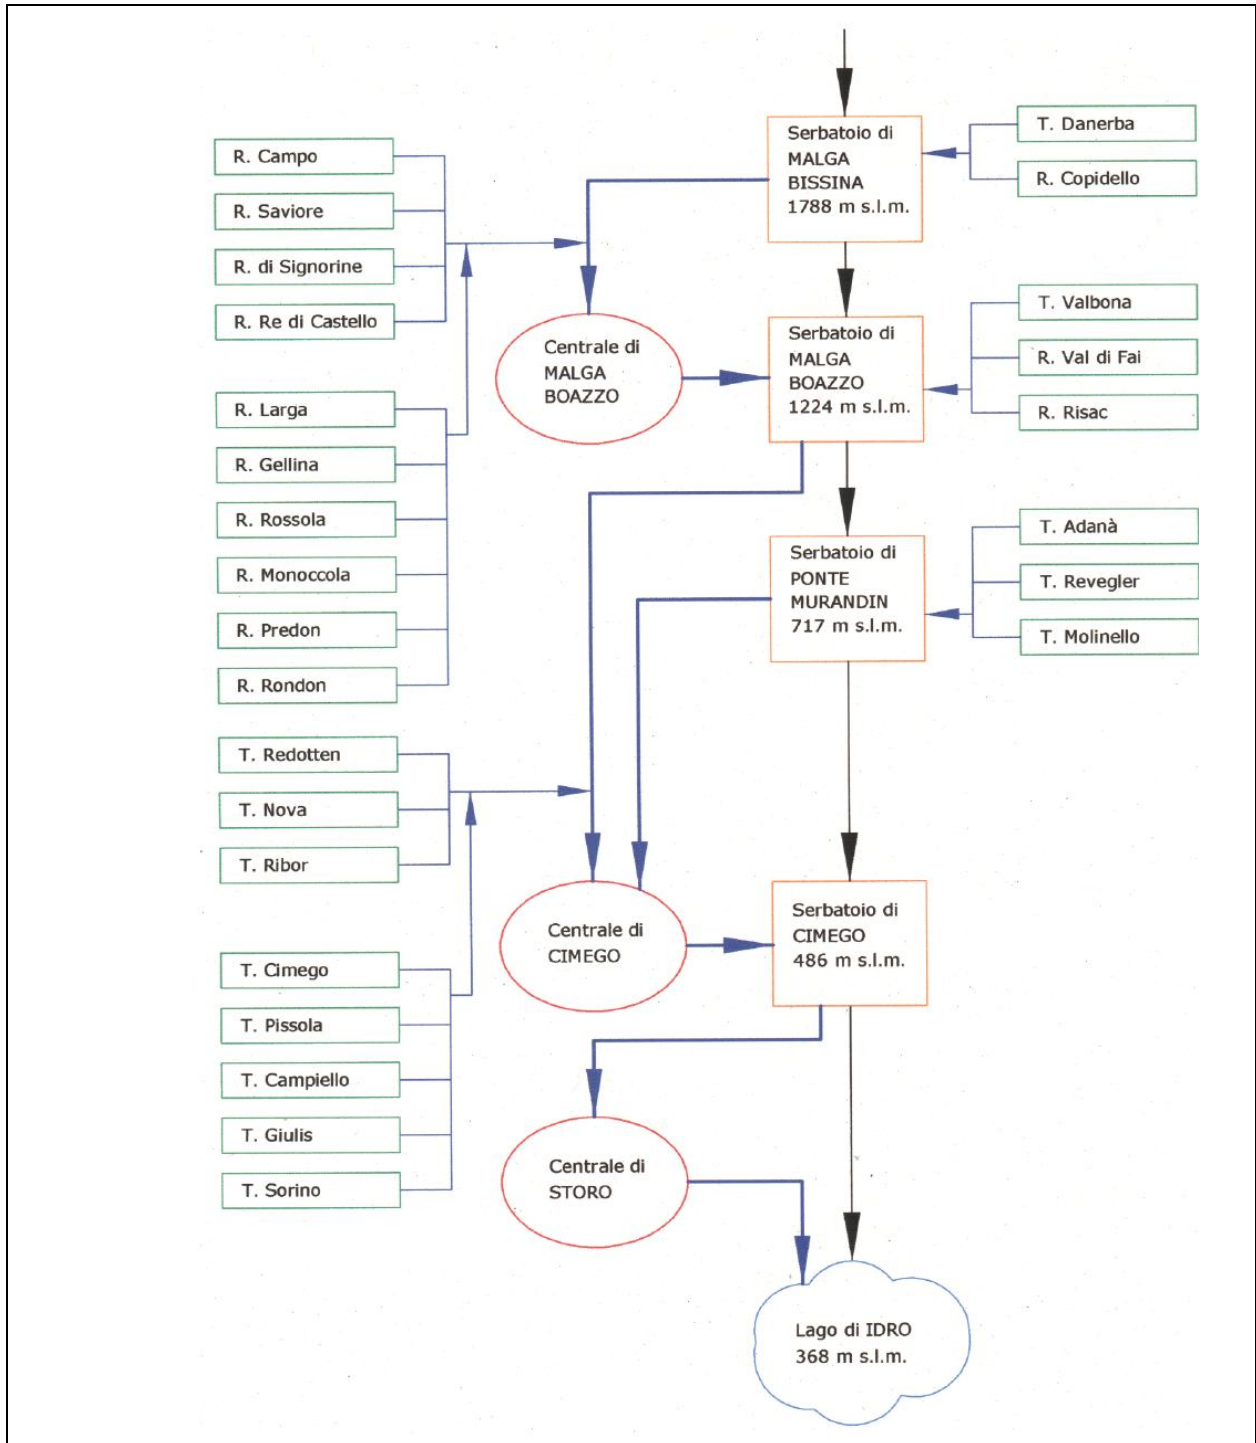 Serbatoio di
MALGA
BISSINA
1788 m s.l.m.
T. Danerba
R. Copidello
R. Campo
R. Saviore
R. di Signorine
R. Re di Castello
Centrale di
MALGA
BOAZZO
Serbatoio di
MALGA
BOAZZO
1224 m s.l.m.
T. Valbona
R. Val di Fai
R. Risac
R. Larga
R. Gellina
R. Rossola
R. Monoccola
R. Predon
R. Rondon
Serbatoio di
PONTE
MURANDIN
717 m s.l.m.
T. Adanà
T. Revegler
T. Molinello
T. Redotten
T. Nova
T. Ribor
Centrale di
CIMEGO
Serbatoio di
CIMEGO
486 m s.l.m.
T. Cimego
T. Pissola
T. Campiello
T. Giulis
T. Sorino
Centrale di
STORO
Lago di IDRO
368 m s.l.m.